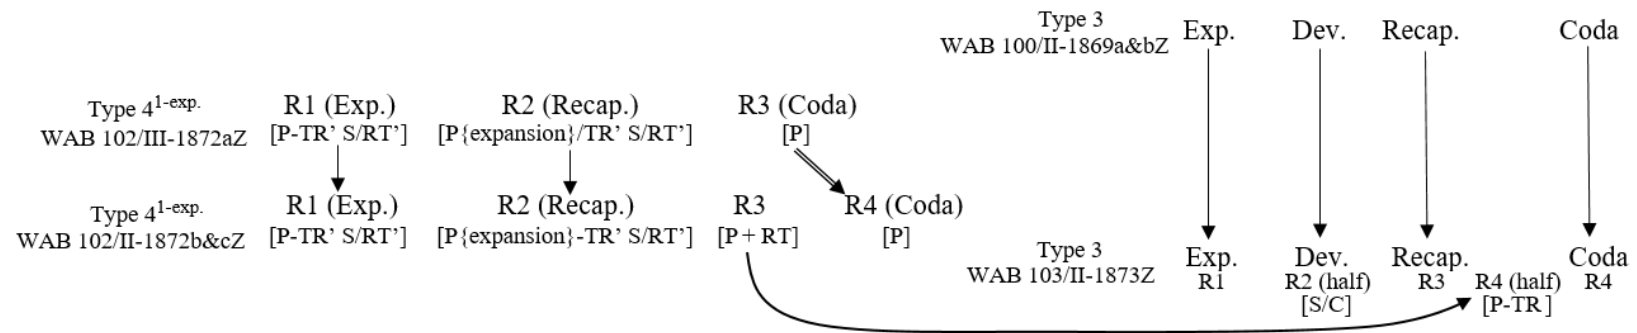 Type 3
WAB 100/II-1869a&bZ
Exp. Dev. Recap. Coda
Type 4^1-exp.
WAB 102/III-1872aZ
R1 (Exp.) R2 (Recap.) R3 (Coda)
[P-TR’ S/RT’] [P{expansion}/TR’ S/RT’] [P]
Type 4^1-exp.
WAB 102/II-1872b&cZ
R1 (Exp.) R2 (Recap.) R3 R4 (Coda)
[P-TR’ S/RT’] [P{expansion}-TR’ S/RT’] [P + RT] [P]
Type 3
WAB 103/II-1873Z
Exp. Dev. Recap. Coda
R1 R2 (half) R3 R4 (half) R4
[S/C] [P-TR]